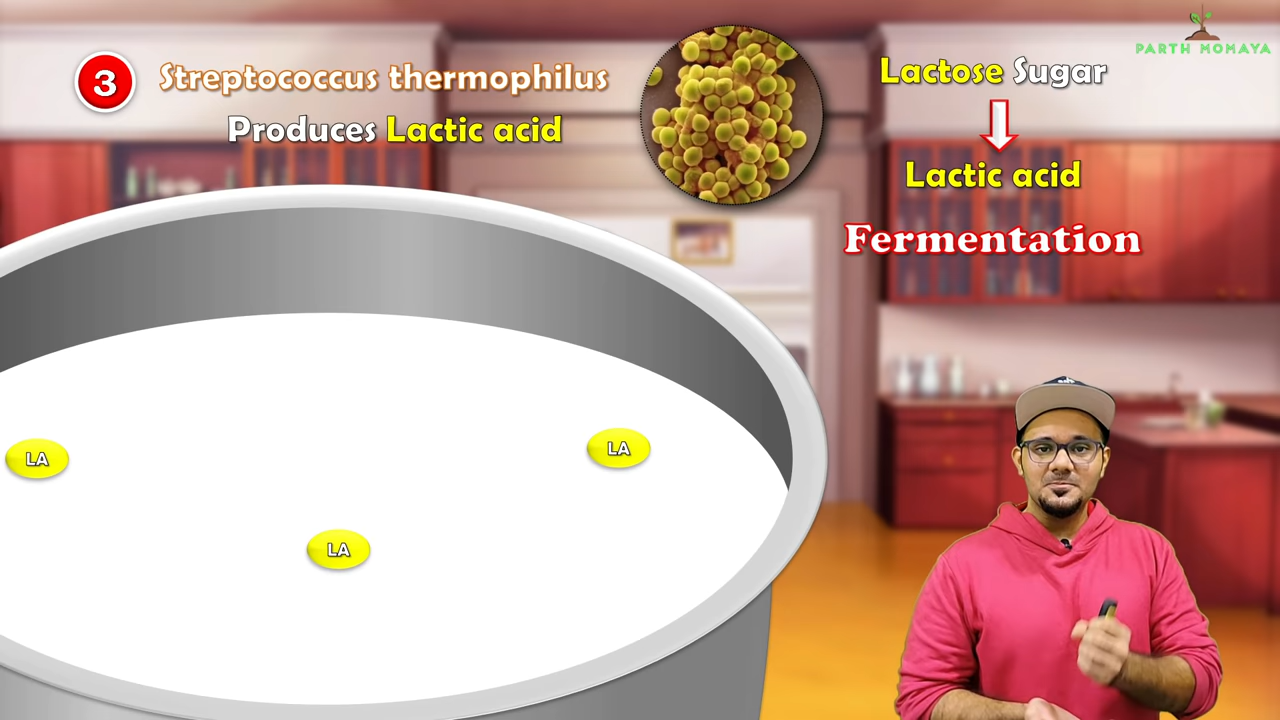 3
Streptococcus thermophilus
Produces Lactic acid
Lactose Sugar
Lactic acid
Fermentation
PARTH MOMAYA
LA
LA
LA